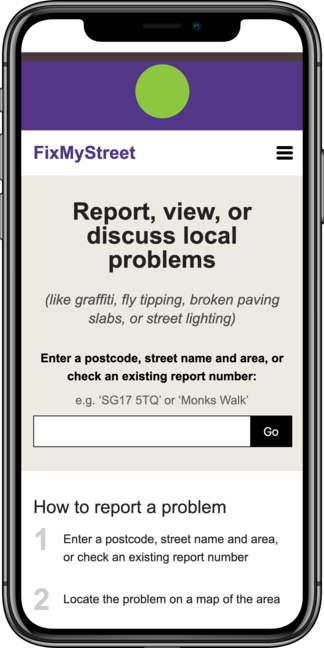 FixMyStreet
Report, view, or
discuss local
problems
(like graffiti, fly tipping, broken paving
slabs, or street lighting)
Enter a postcode, street name and area, or
check an existing report number:
e.g. ‘SG17 5TQ’ or ‘Monks Walk’
Go
How to report a problem
1 Enter a postcode, street name and area,
or check an existing report number
2 Locate the problem on a map of the area